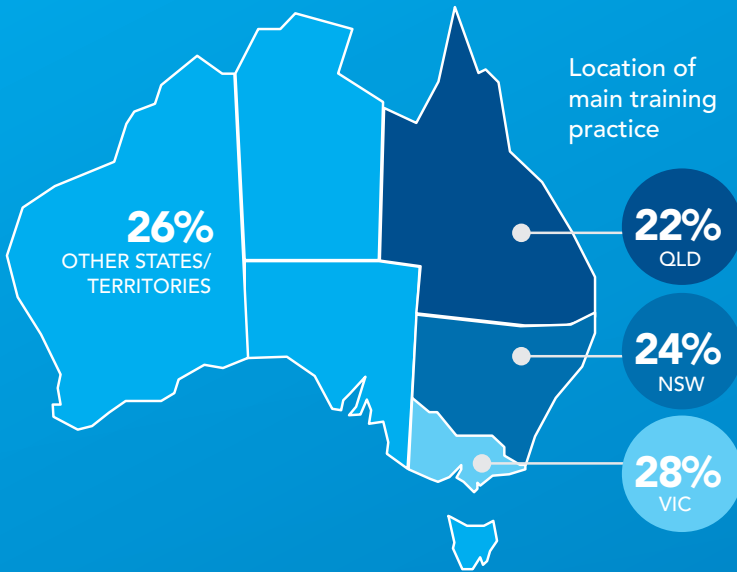 Location of
main training
practice
26%
OTHER STATES/
TERRITORIES
22%
QLD
24%
NSW
28%
VIC